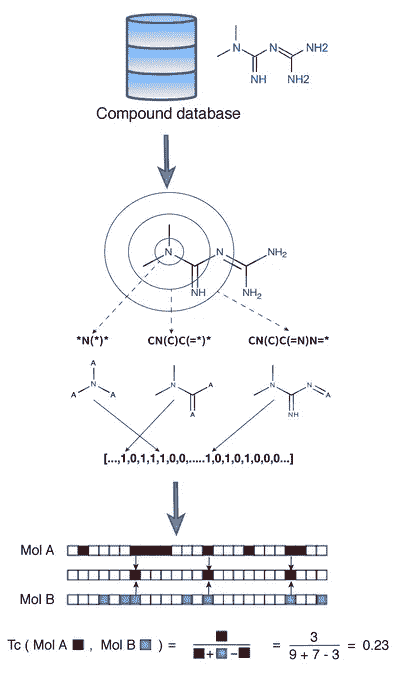 N N NH2
NH NH2
Compound database
N N NH2
NH NH2
*N(*)* CN(C)C(=*)* CN(C)C(=N)N=*
A
N
A A
N A
A
N N A
NH
[...,1,0,1,1,1,0,0,.....1,0,1,0,1,0,0,0...]
Mol A
Mol B
Tc ( Mol A , Mol B ) = + - = 3 / 9 + 7 - 3 = 0.23